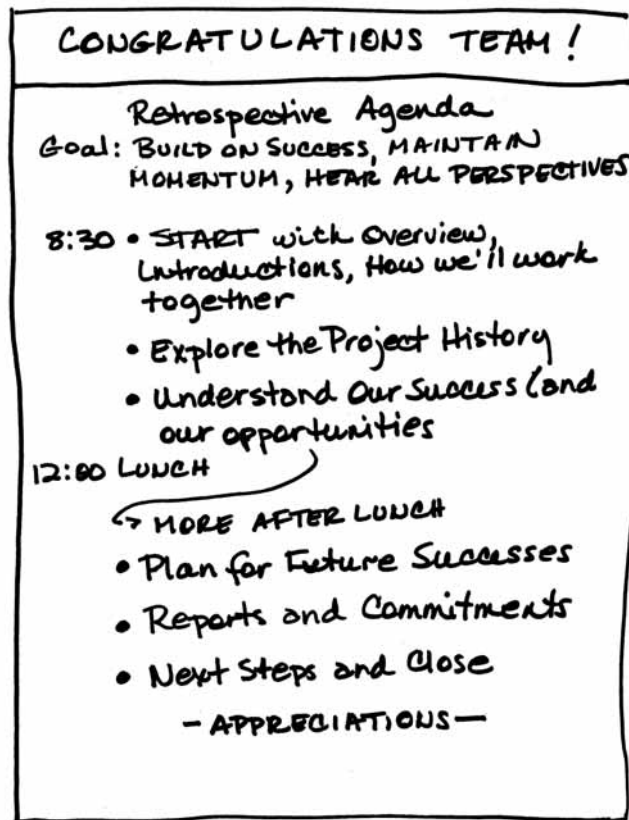 CONGRATULATIONS TEAM!
Retrospective Agenda
Goal: BUILD ON SUCCESS, MAINTAIN
MOMENTUM, HEAR ALL PERSPECTIVES
8:30 • START with Overview,
Introductions, How we'll work
together
• Explore the Project History
• Understand Our Success (and
our opportunities
12:00 LUNCH
MORE AFTER LUNCH
• Plan for Future Successes
• Reports and Commitments
• Next Steps and Close
- APPRECIATIONS -